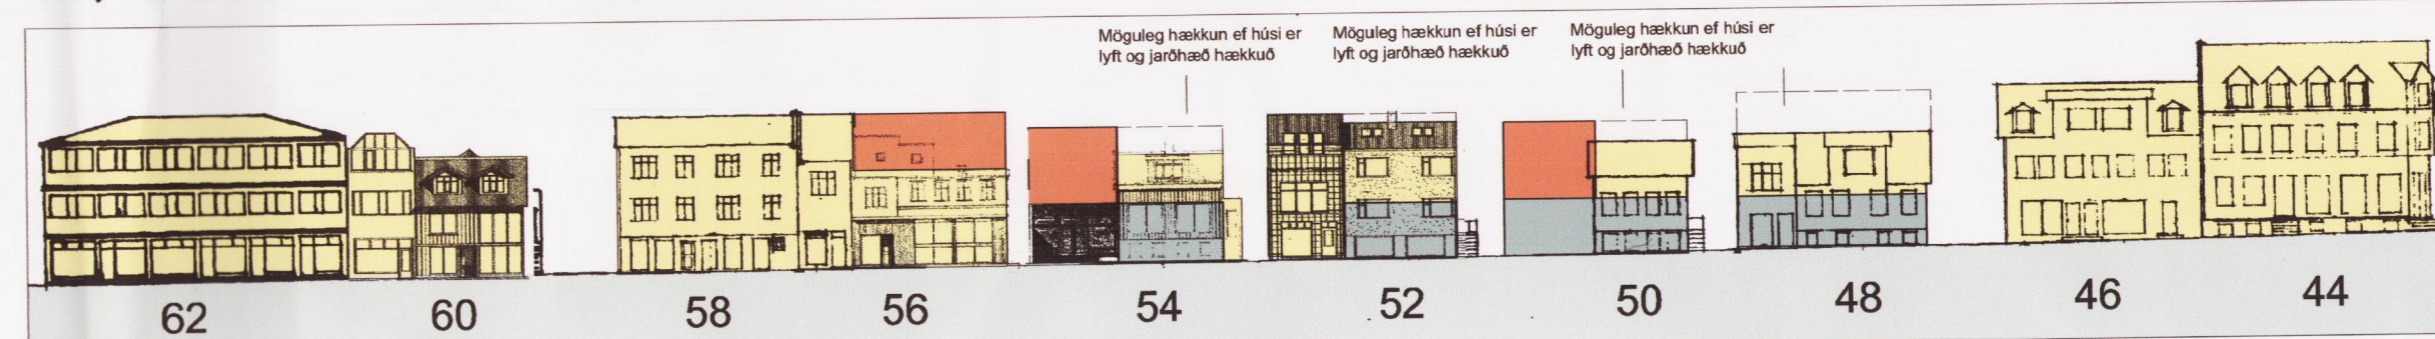 Möguleg hækkun ef húsi er
lyft og jarðhæð hækkuð
Möguleg hækkun ef húsi er
lyft og jarðhæð hækkuð
Möguleg hækkun ef húsi er
lyft og jarðhæð hækkuð
62 60 58 56 54 52 50 48 46 44